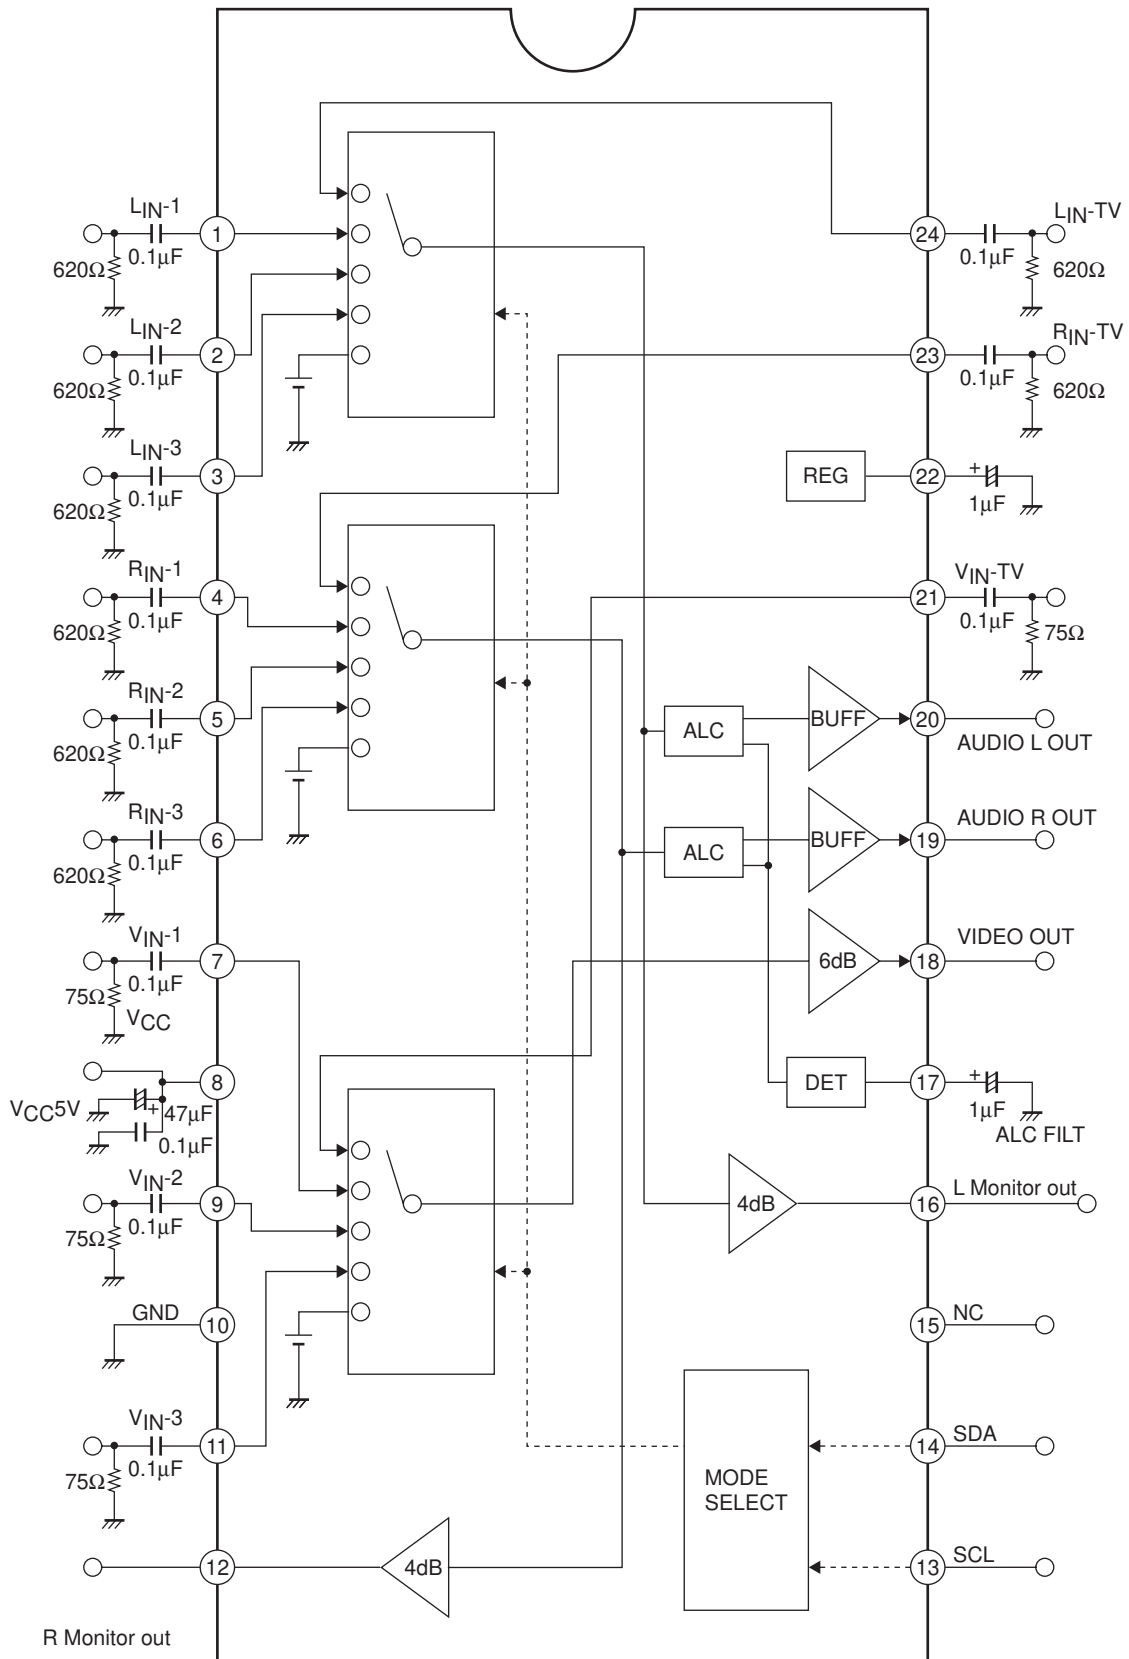 LIN-1
1
620Ω
0.1μF
LIN-2
2
620Ω
0.1μF
LIN-3
3
620Ω
0.1μF
RIN-1
4
620Ω
0.1μF
RIN-2
5
620Ω
0.1μF
RIN-3
6
620Ω
0.1μF
VIN-1
7
75Ω
0.1μF
VCC
8
VCC5V
+
47μF
0.1μF
VIN-2
9
75Ω
0.1μF
GND
10
VIN-3
11
75Ω
0.1μF
12
4dB
R Monitor out
24
LIN-TV
0.1μF
620Ω
23
RIN-TV
0.1μF
620Ω
REG
22
+
1μF
21
VIN-TV
0.1μF
75Ω
ALC
BUFF
20
AUDIO L OUT
ALC
BUFF
19
AUDIO R OUT
6dB
18
VIDEO OUT
DET
17
+
1μF
ALC FILT
4dB
16
L Monitor out
15
NC
MODE
SELECT
14
SDA
13
SCL